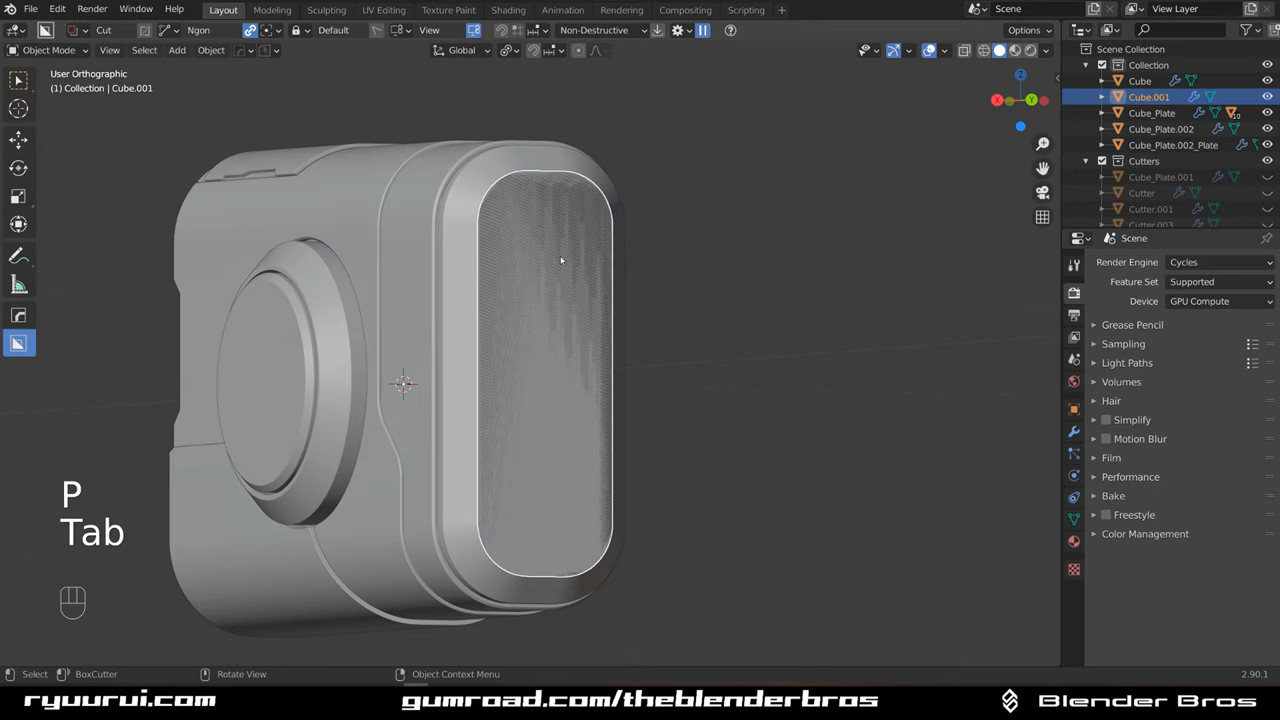 File Edit Render Window Help Layout Modeling Sculpting UV Editing Texture Paint Shading Animation Rendering Compositing Scripting + Scene View Layer
Cut Ngon Default View Non-Destructive Options
Object Mode View Select Add Object Global
User Orthographic
(1) Collection | Cube.001
Scene Collection
Collection
Cube
Cube.001
Cube_Plate 10
Cube_Plate.002
Cube_Plate.002_Plate
Cutters
Cube_Plate.001
Cutter
Cutter.001
Cutter.003
Scene
Render Engine Cycles
Feature Set Supported
Device GPU Compute
Grease Pencil
Sampling
Light Paths
Volumes
Hair
Simplify
Motion Blur
Film
Performance
Bake
Freestyle
Color Management
Z
X Y
P
Tab
Select BoxCutter Rotate View Object Context Menu 2.90.1
ryuurui.com gumroad.com/theblenderbros Blender Bros